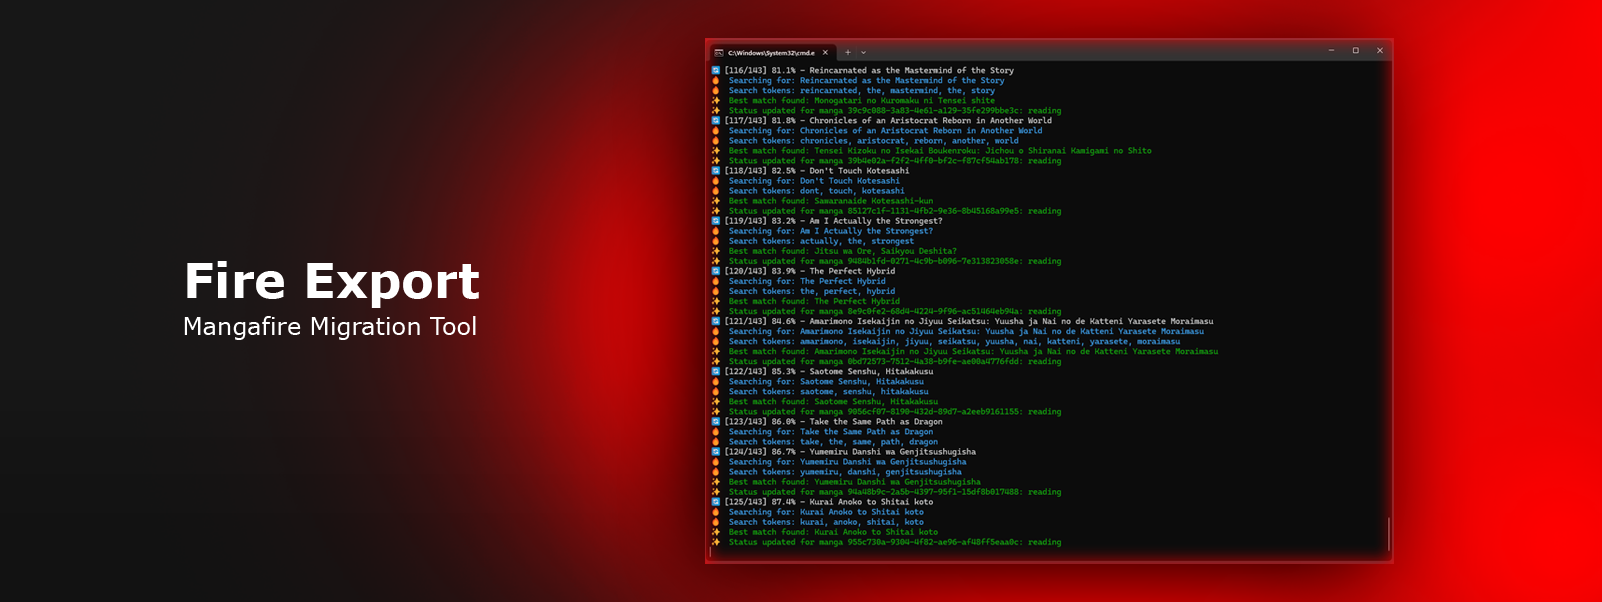 Fire Export
Mangafire Migration Tool
C:\Windows\System32\cmd.e
[116/143] 81.1% - Reincarnated as the Mastermind of the Story
Searching for: Reincarnated as the Mastermind of the Story
Search tokens: reincarnated, the, mastermind, the, story
Best match found: Monogatari no Kuromaku ni Tensei shite
Status updated for manga 39c9c088-3a83-4e61-a129-35fe299bbe3c: reading
[117/143] 81.8% - Chronicles of an Aristocrat Reborn in Another World
Searching for: Chronicles of an Aristocrat Reborn in Another World
Search tokens: chronicles, aristocrat, reborn, another, world
Best match found: Tensei Kizoku no Isekai Boukenroku: Jichou o Shiranai Kamigami no Shito
Status updated for manga 39b4e02a-f2f2-4ff0-bf2c-f87cf54ab178: reading
[118/143] 82.5% - Don't Touch Kotesashi
Searching for: Don't Touch Kotesashi
Search tokens: dont, touch, kotesashi
Best match found: Sawaranaide Kotesashi-kun
Status updated for manga 85127c1f-1131-4fb2-9e36-8b45168a99e5: reading
[119/143] 83.2% - Am I Actually the Strongest?
Searching for: Am I Actually the Strongest?
Search tokens: actually, the, strongest
Best match found: Jitsu wa Ore, Saikyou Deshita?
Status updated for manga 9484b1fd-0271-4c9b-b096-7e313823058e: reading
[120/143] 83.9% - The Perfect Hybrid
Searching for: The Perfect Hybrid
Search tokens: the, perfect, hybrid
Best match found: The Perfect Hybrid
Status updated for manga 8e9c0fe2-68d4-4224-9f96-ac51464eb94a: reading
[121/143] 84.6% - Amarimono Isekaijin no Jiyuu Seikatsu: Yuusha ja Nai no de Katteni Yarasete Moraimasu
Searching for: Amarimono Isekaijin no Jiyuu Seikatsu: Yuusha ja Nai no de Katteni Yarasete Moraimasu
Search tokens: amarimono, isekaijin, jiyuu, seikatsu, yuusha, nai, katteni, yarasete, moraimasu
Best match found: Amarimono Isekaijin no Jiyuu Seikatsu: Yuusha ja Nai no de Katteni Yarasete Moraimasu
Status updated for manga 0bd72573-7512-4a38-b9fe-ae00a4776fdd: reading
[122/143] 85.3% - Saotome Senshu, Hitakakusu
Searching for: Saotome Senshu, Hitakakusu
Search tokens: saotome, senshu, hitakakusu
Best match found: Saotome Senshu, Hitakakusu
Status updated for manga 9056cf07-8190-432d-89d7-a2eeb9161155: reading
[123/143] 86.0% - Take the Same Path as Dragon
Searching for: Take the Same Path as Dragon
Search tokens: take, the, same, path, dragon
[124/143] 86.7% - Yumemiru Danshi wa Genjitsushugisha
Searching for: Yumemiru Danshi wa Genjitsushugisha
Search tokens: yumemiru, danshi, genjitsushugisha
Best match found: Yumemiru Danshi wa Genjitsushugisha
Status updated for manga 94a48b9c-2a5b-4397-95f1-15df8b017488: reading
[125/143] 87.4% - Kurai Anoko to Shitai koto
Searching for: Kurai Anoko to Shitai koto
Search tokens: kurai, anoko, shitai, koto
Best match found: Kurai Anoko to Shitai koto
Status updated for manga 955c730a-9304-4f82-ae96-af48ff5eaa0c: reading